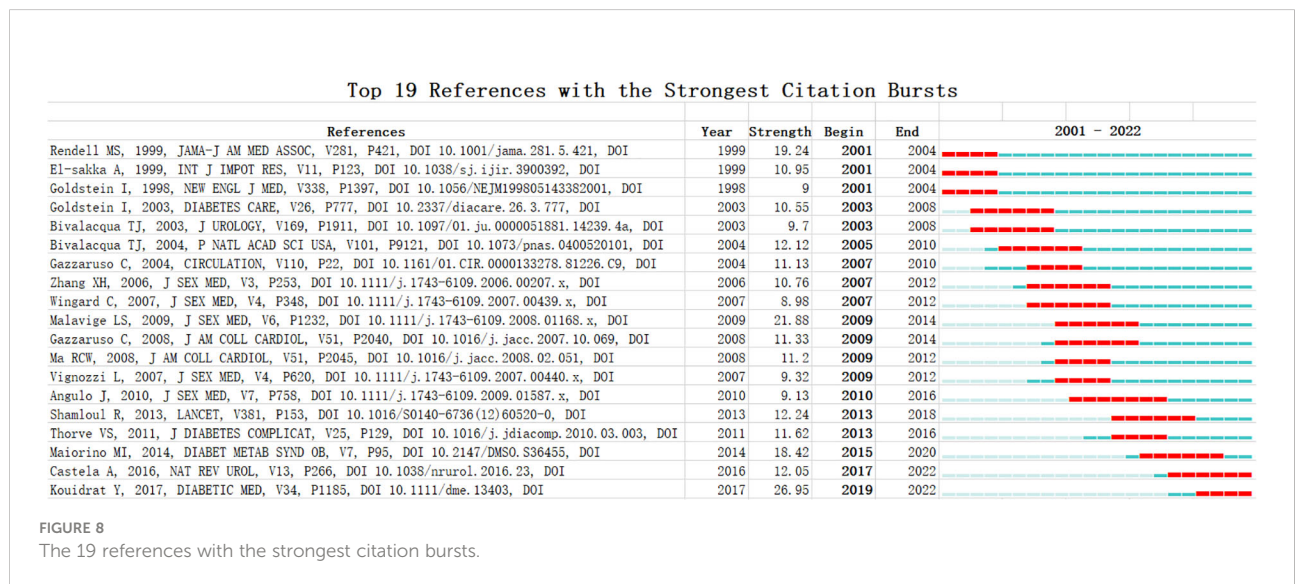 Top 19 References with the Strongest Citation Bursts
References Year Strength Begin End 2001 - 2022
Rendell MS, 1999, JAMA-J AM MED ASSOC, V281, P421, DOI 10.1001/jama.281.5.421, DOI 1999 19.24 2001 2004
El-sakka A, 1999, INT J IMPOT RES, V11, P123, DOI 10.1038/sj.ijir.3900392, DOI 1999 10.95 2001 2004
Goldstein I, 1998, NEW ENGL J MED, V338, P1397, DOI 10.1056/NEJM199805143382001, DOI 1998 9 2001 2004
Goldstein I, 2003, DIABETES CARE, V26, P777, DOI 10.2337/diacare.26.3.777, DOI 2003 10.55 2003 2008
Bivalacqua TJ, 2003, J UROLOGY, V169, P1911, DOI 10.1097/01.ju.0000051881.14239.4a, DOI 2003 9.7 2003 2008
Bivalacqua TJ, 2004, P NATL ACAD SCI USA, V101, P9121, DOI 10.1073/pnas.0400520101, DOI 2004 12.12 2005 2010
Gazzaruso C, 2004, CIRCULATION, V110, P22, DOI 10.1161/01.CIR.0000133278.81226.C9, DOI 2004 11.13 2007 2010
Zhang XH, 2006, J SEX MED, V3, P253, DOI 10.1111/j.1743-6109.2006.00207.x, DOI 2006 10.76 2007 2012
Wingard C, 2007, J SEX MED, V4, P348, DOI 10.1111/j.1743-6109.2007.00439.x, DOI 2007 8.98 2007 2012
Malavige LS, 2009, J SEX MED, V6, P1232, DOI 10.1111/j.1743-6109.2008.01168.x, DOI 2009 21.88 2009 2014
Gazzaruso C, 2008, J AM COLL CARDIOL, V51, P2040, DOI 10.1016/j.jacc.2007.10.069, DOI 2008 11.33 2009 2014
Ma RCW, 2008, J AM COLL CARDIOL, V51, P2045, DOI 10.1016/j.jacc.2008.02.051, DOI 2008 11.2 2009 2012
Vignozzi L, 2007, J SEX MED, V4, P620, DOI 10.1111/j.1743-6109.2007.00440.x, DOI 2007 9.32 2009 2012
Angulo J, 2010, J SEX MED, V7, P758, DOI 10.1111/j.1743-6109.2009.01587.x, DOI 2010 9.13 2010 2016
Shamloul R, 2013, LANCET, V381, P153, DOI 10.1016/S0140-6736(12)60520-0, DOI 2013 12.24 2013 2018
Thorve VS, 2011, J DIABETES COMPLICAT, V25, P129, DOI 10.1016/j.jdiacomp.2010.03.003, DOI 2011 11.62 2013 2016
Maiorino MI, 2014, DIABET METAB SYND OB, V7, P95, DOI 10.2147/DMSO.S36455, DOI 2014 18.42 2015 2020
Castela A, 2016, NAT REV UROL, V13, P266, DOI 10.1038/nrurol.2016.23, DOI 2016 12.05 2017 2022
Kouidrat Y, 2017, DIABETIC MED, V34, P1185, DOI 10.1111/dme.13403, DOI 2017 26.95 2019 2022
FIGURE 8
The 19 references with the strongest citation bursts.